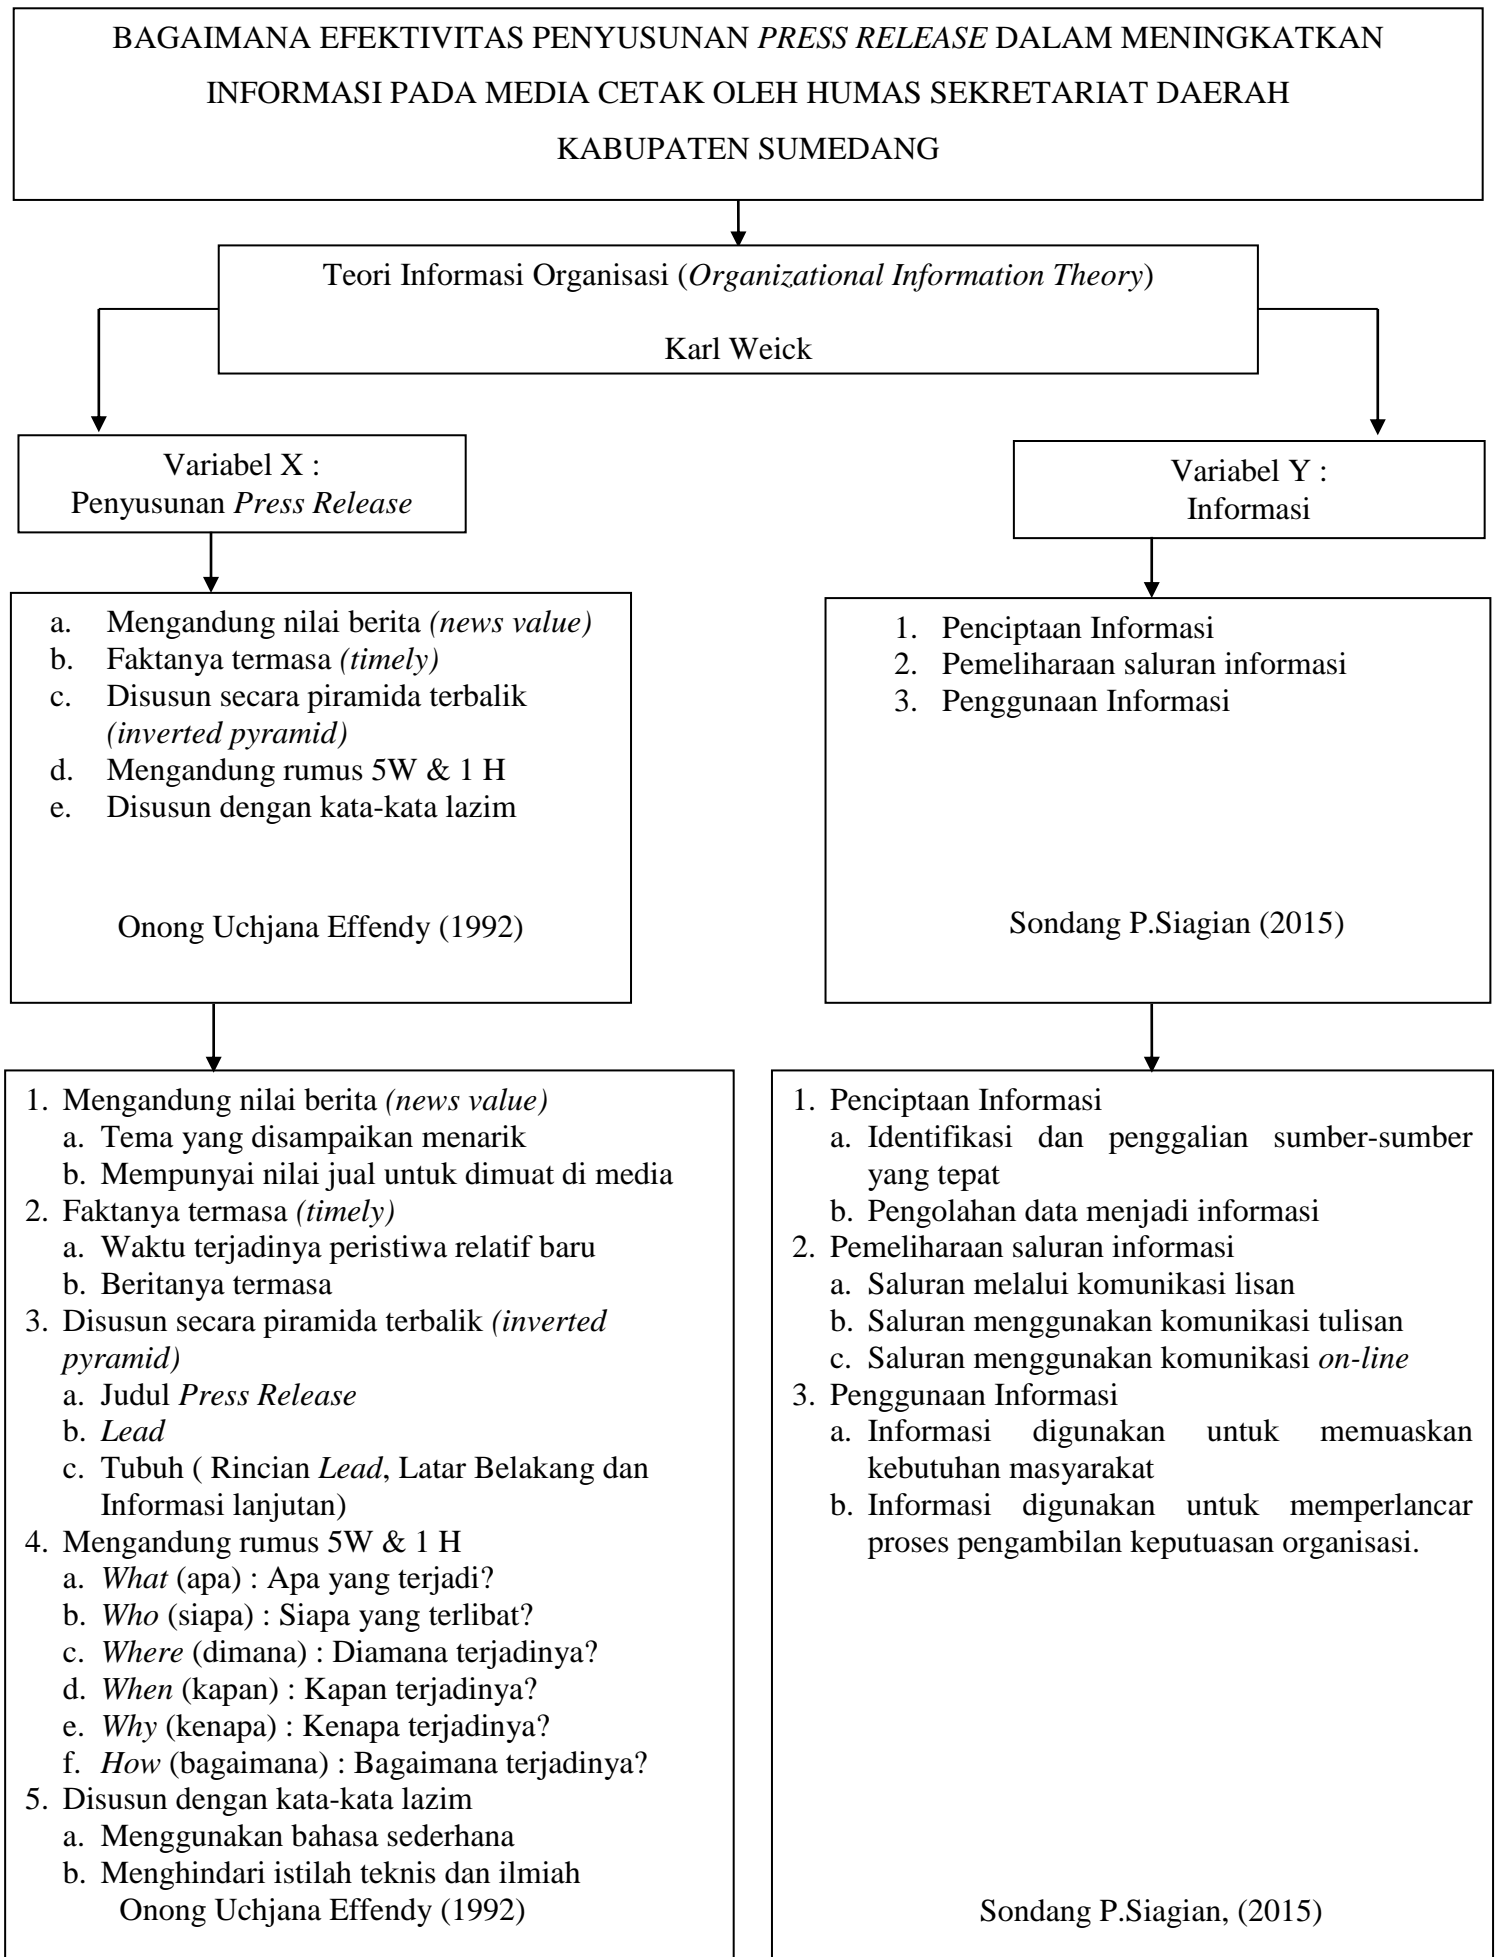 BAGAIMANA EFEKTIVITAS PENYUSUNAN PRESS RELEASE DALAM MENINGKATKAN
INFORMASI PADA MEDIA CETAK OLEH HUMAS SEKRETARIAT DAERAH
KABUPATEN SUMEDANG
Teori Informasi Organisasi (Organizational Information Theory)
Karl Weick
Variabel X :
Penyusunan Press Release
Variabel Y :
Informasi
a. Mengandung nilai berita (news value)
b. Faktanya termasa (timely)
c. Disusun secara piramida terbalik
(inverted pyramid)
d. Mengandung rumus 5W & 1 H
e. Disusun dengan kata-kata lazim
Onong Uchjana Effendy (1992)
1. Penciptaan Informasi
2. Pemeliharaan saluran informasi
3. Penggunaan Informasi
Sondang P.Siagian (2015)
1. Mengandung nilai berita (news value)
a. Tema yang disampaikan menarik
b. Mempunyai nilai jual untuk dimuat di media
2. Faktanya termasa (timely)
a. Waktu terjadinya peristiwa relatif baru
b. Beritanya termasa
3. Disusun secara piramida terbalik (inverted
pyramid)
a. Judul Press Release
b. Lead
c. Tubuh ( Rincian Lead, Latar Belakang dan
Informasi lanjutan)
4. Mengandung rumus 5W & 1 H
a. What (apa) : Apa yang terjadi?
b. Who (siapa) : Siapa yang terlibat?
c. Where (dimana) : Diamana terjadinya?
d. When (kapan) : Kapan terjadinya?
e. Why (kenapa) : Kenapa terjadinya?
f. How (bagaimana) : Bagaimana terjadinya?
5. Disusun dengan kata-kata lazim
a. Menggunakan bahasa sederhana
b. Menghindari istilah teknis dan ilmiah
Onong Uchjana Effendy (1992)
1. Penciptaan Informasi
a. Identifikasi dan penggalian sumber-sumber
yang tepat
b. Pengolahan data menjadi informasi
2. Pemeliharaan saluran informasi
a. Saluran melalui komunikasi lisan
b. Saluran menggunakan komunikasi tulisan
c. Saluran menggunakan komunikasi on-line
3. Penggunaan Informasi
a. Informasi digunakan untuk memuaskan
kebutuhan masyarakat
b. Informasi digunakan untuk memperlancar
proses pengambilan keputuasan organisasi.
Sondang P.Siagian, (2015)